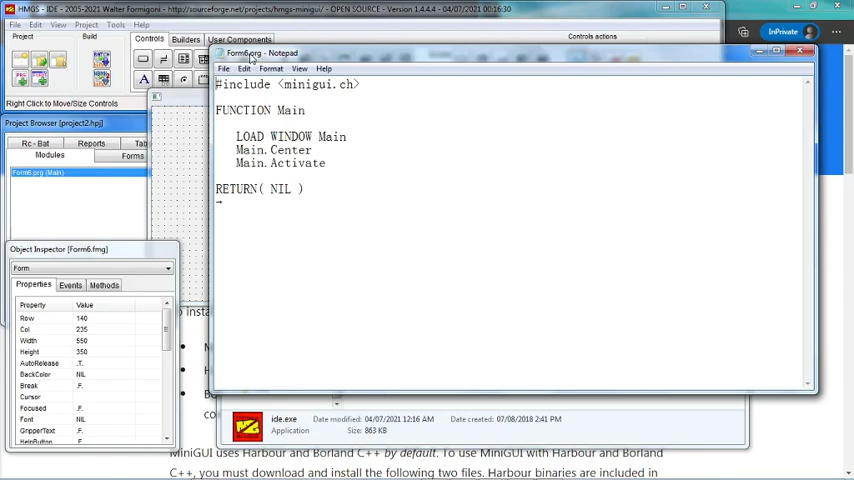 HMGS - IDE - 2005-2021 Walter Formigoni - http://sourceforge.net/projects/hmgs-minigui/ - OPEN SOURCE - Version 1.4.4.4 - 04/07/2021 00:16:30
InPrivate
File Edit View Project Tools Help
Project
Controls Builders User Components
Controls actions
Build
PRG
BATCH
BATCH
A
Right Click to Move/Size Controls
Form6.prg - Notepad
File Edit Format View Help
#include <minigui.ch>
FUNCTION Main
LOAD WINDOW Main
Main.Center
Main.Activate
RETURN( NIL )
Project Browser [project2.hpj]
Rc - Bat Reports Tables
Modules Forms
Form6.prg (Main)
Object Inspector [Form6.fmg]
Form
Properties Events Methods
Property Value
Row 140
Col 235
Width 550
Height 350
AutoRelease .T.
BackColor NIL
Break .F.
Cursor
Focused .F.
Font NIL
GripperText .F.
HelpButton .F.
ide.exe Date modified: 04/07/2021 12:16 AM Date created: 07/08/2018 2:41 PM
Application Size: 863 KB
MiniGUI uses Harbour and Borland C++ by default. To use MiniGUI with Harbour and Borland
C++, you must download and install the following two files. Harbour binaries are included in